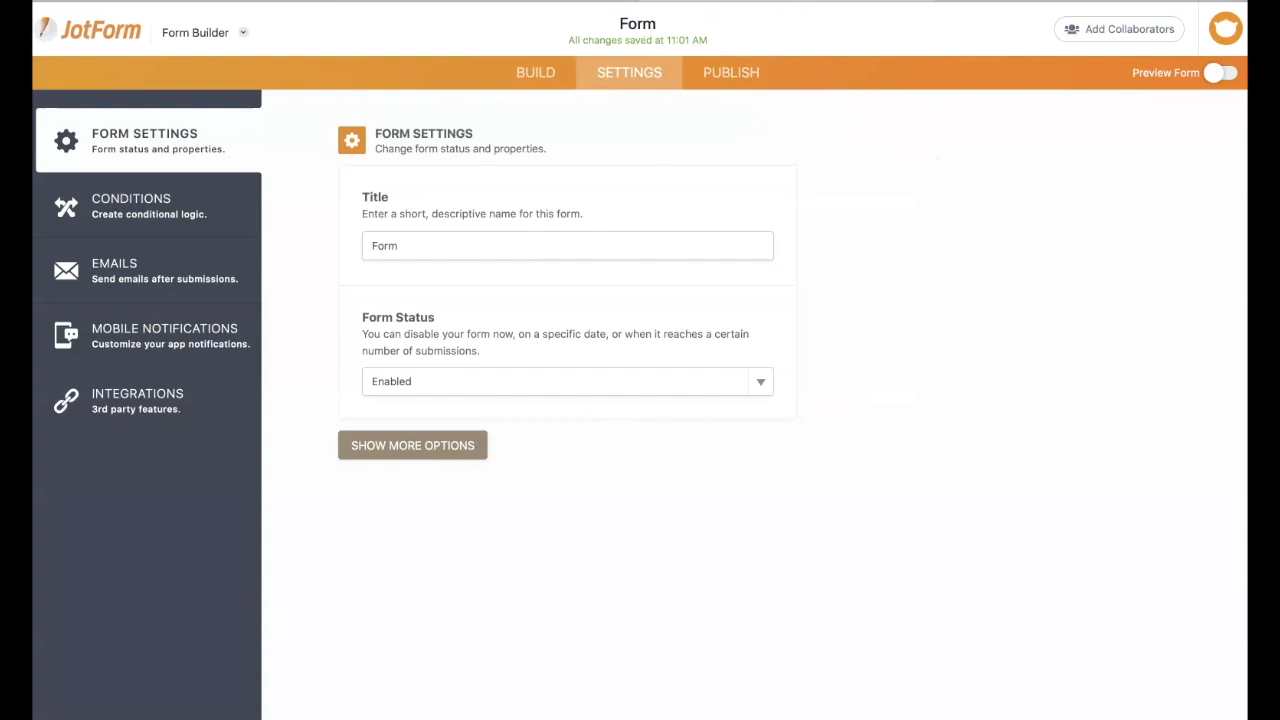 JotForm
Form Builder
Form
All changes saved at 11:01 AM
Add Collaborators
BUILD
SETTINGS
PUBLISH
Preview Form
FORM SETTINGS
Form status and properties.
CONDITIONS
Create conditional logic.
EMAILS
Send emails after submissions.
MOBILE NOTIFICATIONS
Customize your app notifications.
INTEGRATIONS
3rd party features.
FORM SETTINGS
Change form status and properties.
Title
Enter a short, descriptive name for this form.
Form
Form Status
You can disable your form now, on a specific date, or when it reaches a certain
number of submissions.
Enabled
SHOW MORE OPTIONS